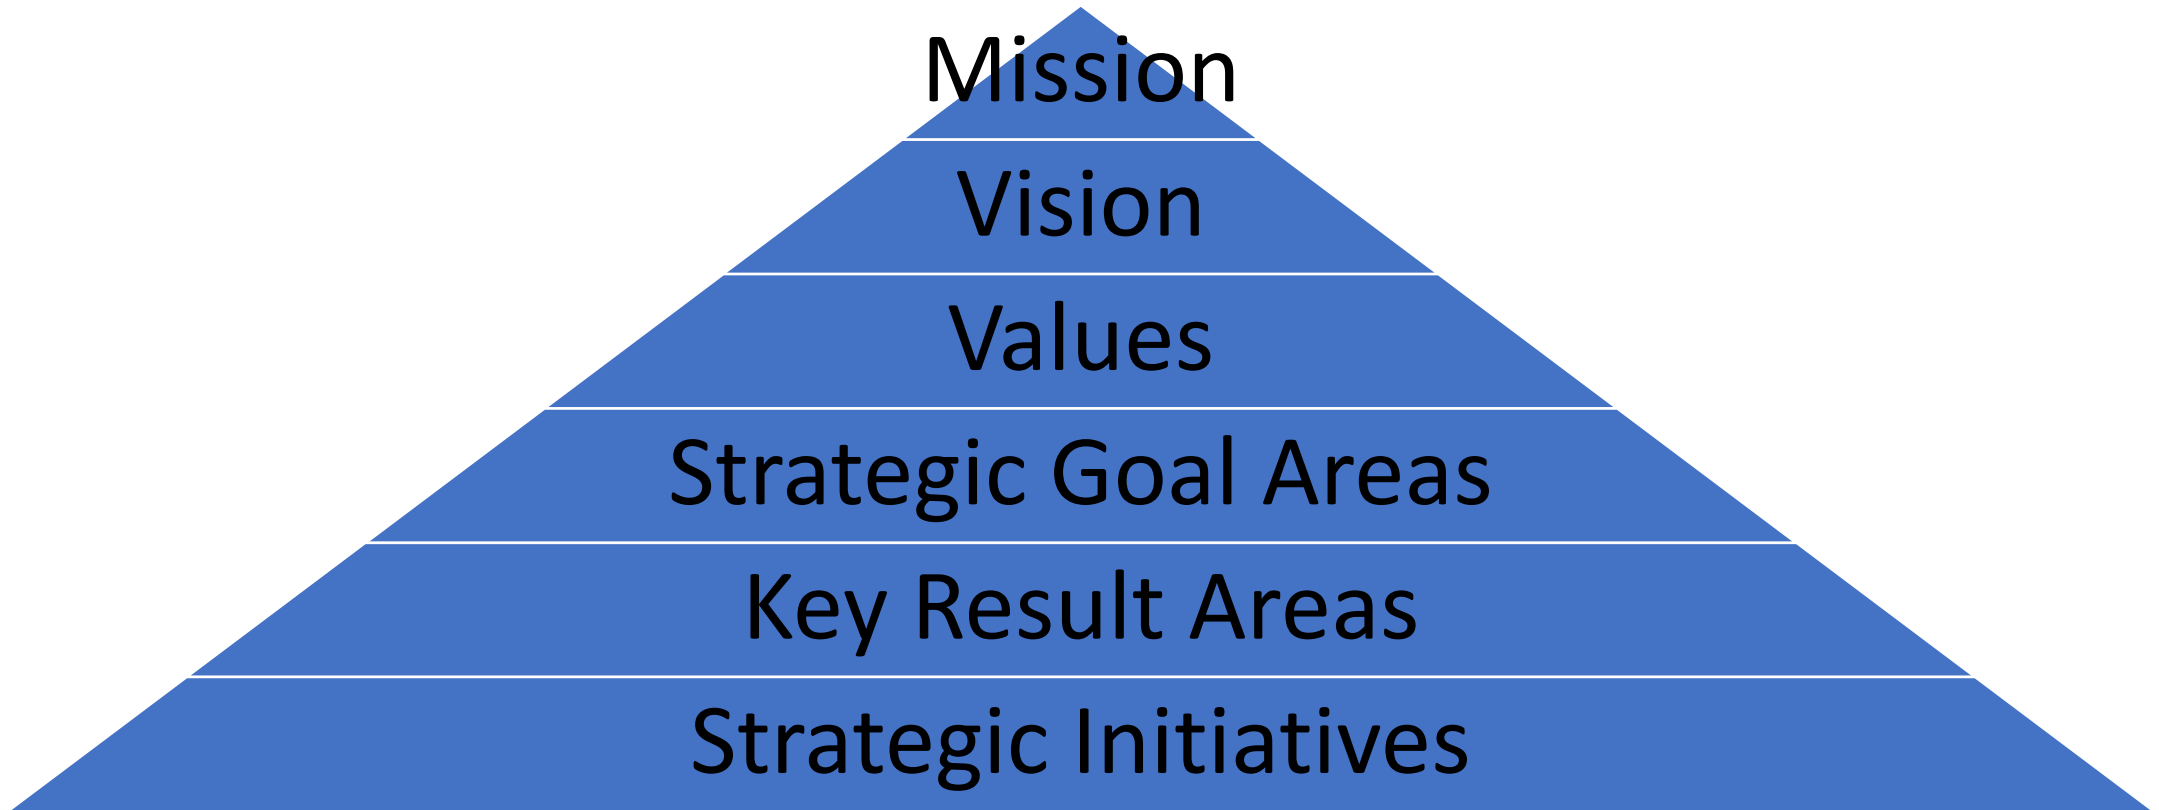 Mission
Vision
Values
Strategic Goal Areas
Key Result Areas
Strategic Initiatives